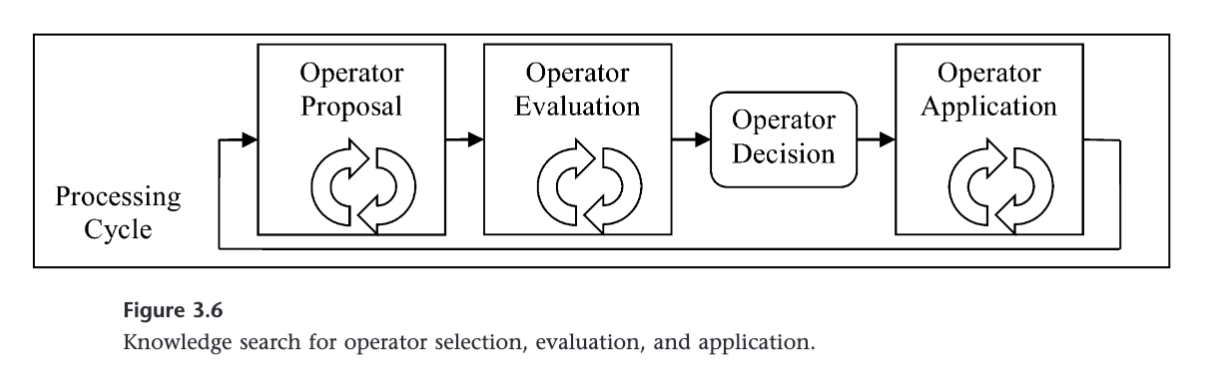 Operator
Proposal
Operator
Evaluation
Operator
Decision
Operator
Application
Processing
Cycle
Figure 3.6
Knowledge search for operator selection, evaluation, and application.